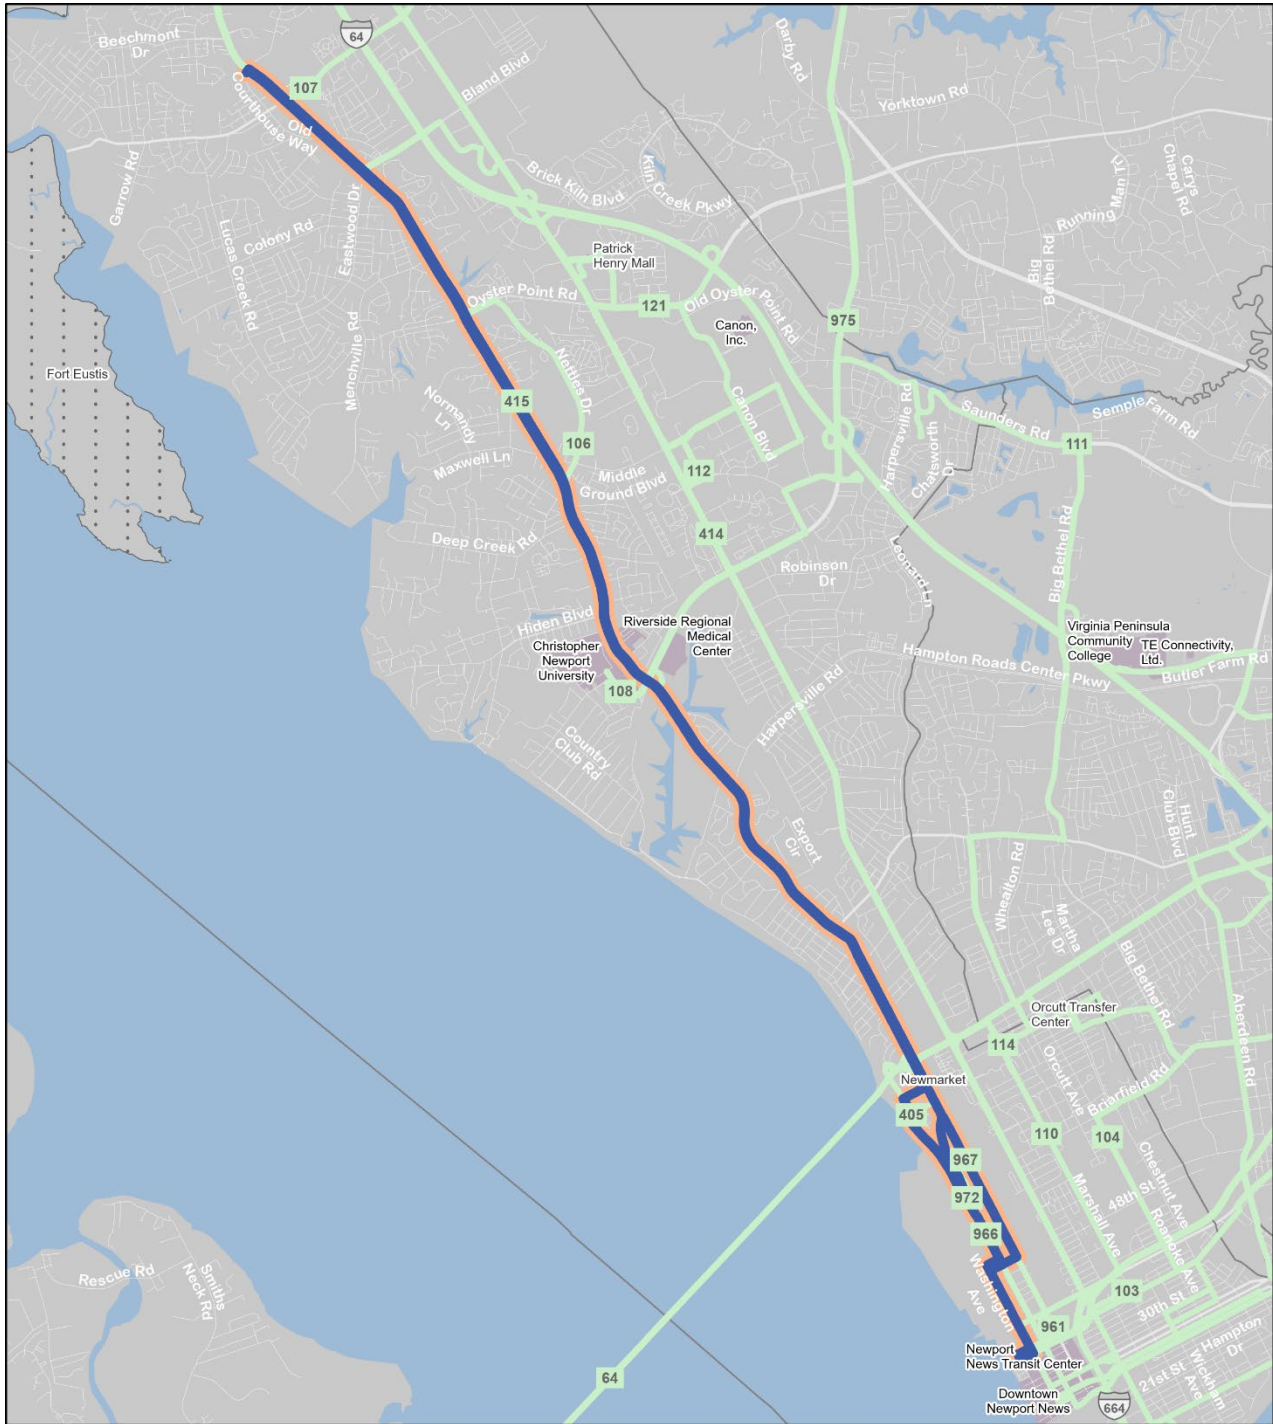 Beechmont
Dr
64
Darby Rd
107
Bland Blvd
Yorktown Rd
Old
Courthouse Way
Garrow Rd
Brick Kiln Blvd
Kiln Creek Pkwy
Running
Man Trl
Carys
Chapel Rd
Eastwood Dr
Colony Rd
Lucas Creek Rd
Big
Bethel Rd
Patrick
Henry Mall
Oyster Point Rd
121
Old Oyster Point Rd
975
Canon,
Inc.
Fort Eustis
Menchville Rd
Nettles Dr
415
Normandy
Ln
Canon Blvd
Harpersville Rd
Chatsworth
Dr
Saunders Rd
Semple Farm Rd
106
111
Maxwell Ln
Middle
Ground Blvd
112
Deep Creek Rd
414
Leonard Ln
Big Bethel Rd
Robinson
Dr
Hiden Blvd
Riverside Regional
Medical
Center
Christopher
Newport
University
Virginia Peninsula
Community
College
TE Connectivity,
Ltd.
Hampton Roads Center Pkwy
Butler Farm Rd
108
Harpersville Rd
Country
Club Rd
Export
Cir
Hunt
Club Blvd
Whealton Rd
Martha
Lee Dr
Big Bethel Rd
Orcutt Transfer
Center
Aberdeen Rd
114
Orcutt Ave
Newmarket
Briarfield Rd
405
110
104
967
Chestnut Ave
972
48th St
Marshall Ave
Roanoke Ave
966
Rescue Rd
Smiths
Neck Rd
Washington
Ave
103
30th St
961
Hampton
Dr
Newport
News Transit Center
21st St
Wickham
Ave
64
Downtown
Newport News
664